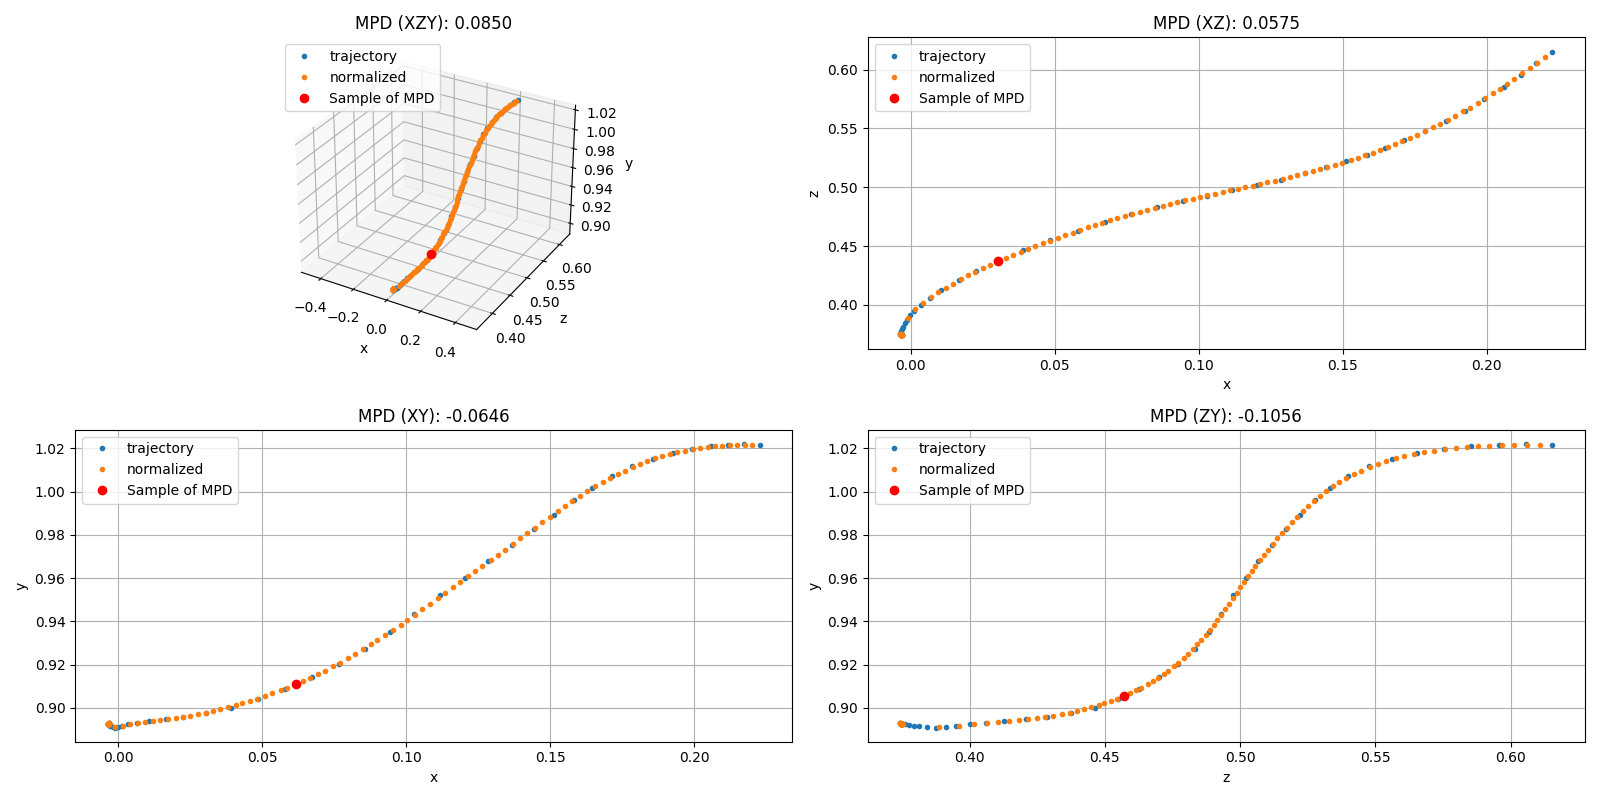 MPD (XZY): 0.0850
trajectory
normalized
Sample of MPD
1.02
1.00
0.98
0.96
0.94
0.92
0.90
y
0.60
0.55
0.50
0.45
0.40
z
−0.4
−0.2
0.0
0.2
0.4
x
MPD (XZ): 0.0575
trajectory
normalized
Sample of MPD
0.60
0.55
0.50
0.45
0.40
z
0.00 0.05 0.10 0.15 0.20
x
MPD (XY): -0.0646
trajectory
normalized
Sample of MPD
1.02
1.00
0.98
0.96
0.94
0.92
0.90
y
0.00 0.05 0.10 0.15 0.20
x
MPD (ZY): -0.1056
trajectory
normalized
Sample of MPD
1.02
1.00
0.98
0.96
0.94
0.92
0.90
y
0.40 0.45 0.50 0.55 0.60
z